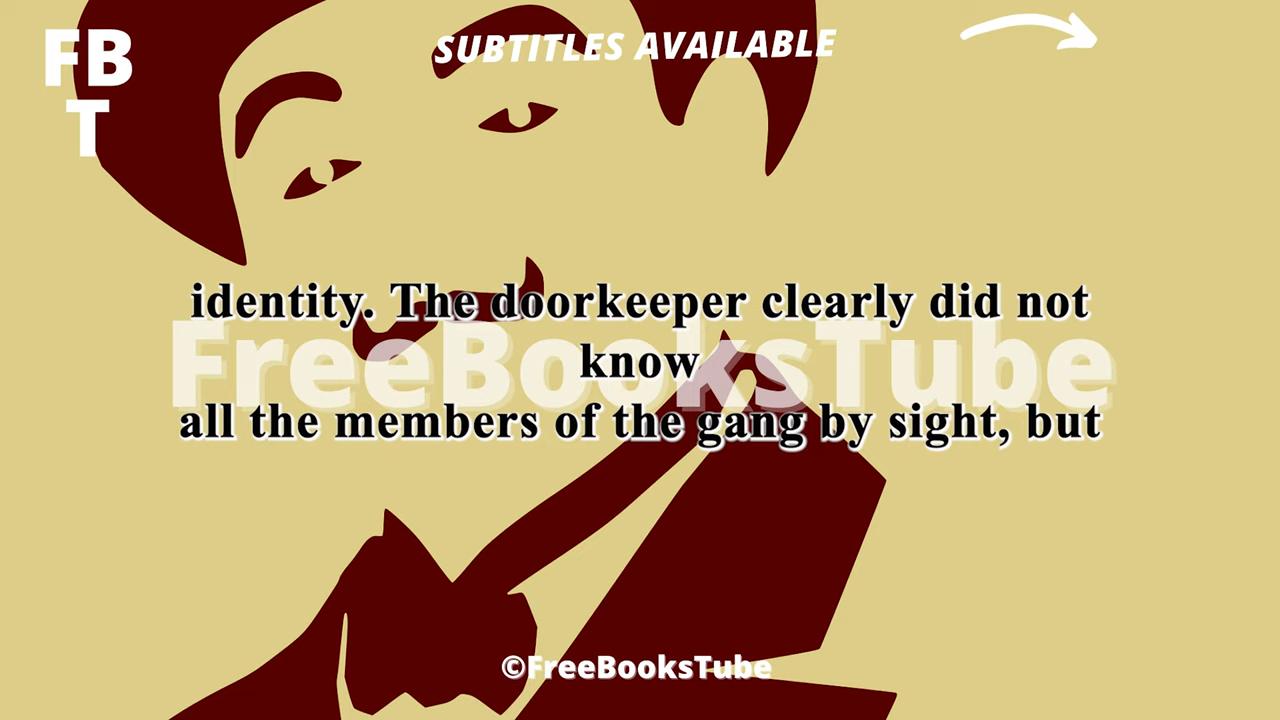 FB
T
SUBTITLES AVAILABLE
identity. The doorkeeper clearly did not
know
all the members of the gang by sight, but
FreeBooksTube
©FreeBooksTube